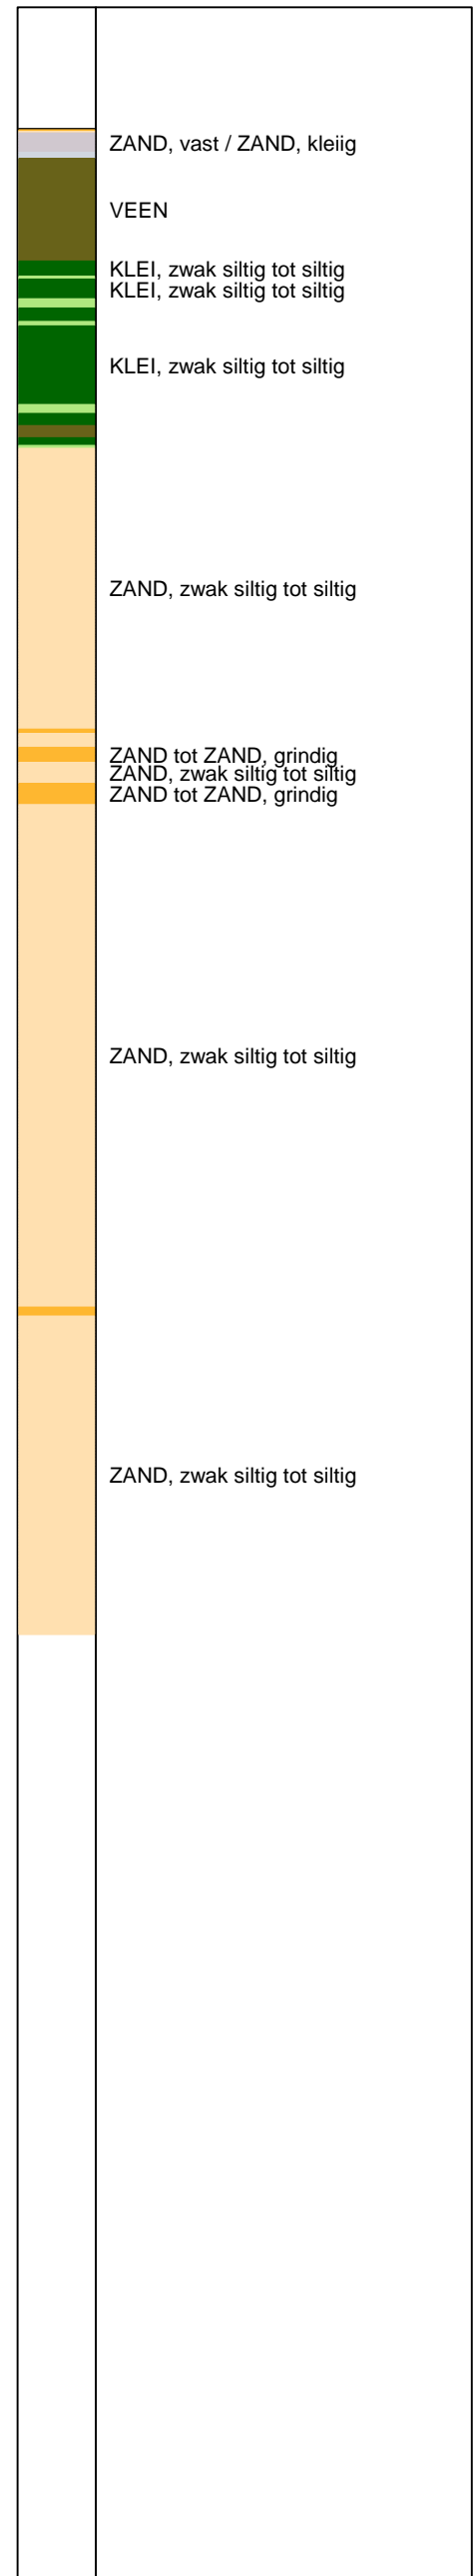 ZAND, vast / ZAND, kleiig
VEEN
KLEI, zwak siltig tot siltig
KLEI, zwak siltig tot siltig
KLEI, zwak siltig tot siltig
ZAND, zwak siltig tot siltig
ZAND tot ZAND, grindig
ZAND, zwak siltig tot siltig
ZAND tot ZAND, grindig
ZAND, zwak siltig tot siltig
ZAND, zwak siltig tot siltig